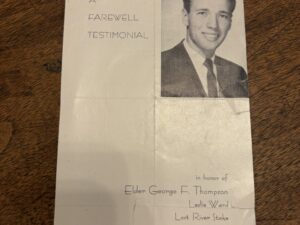 A
FAREWELL
TESTIMONIAL
in honor of
Elder George F. Thompson
Leslie Ward
Lost River Stake